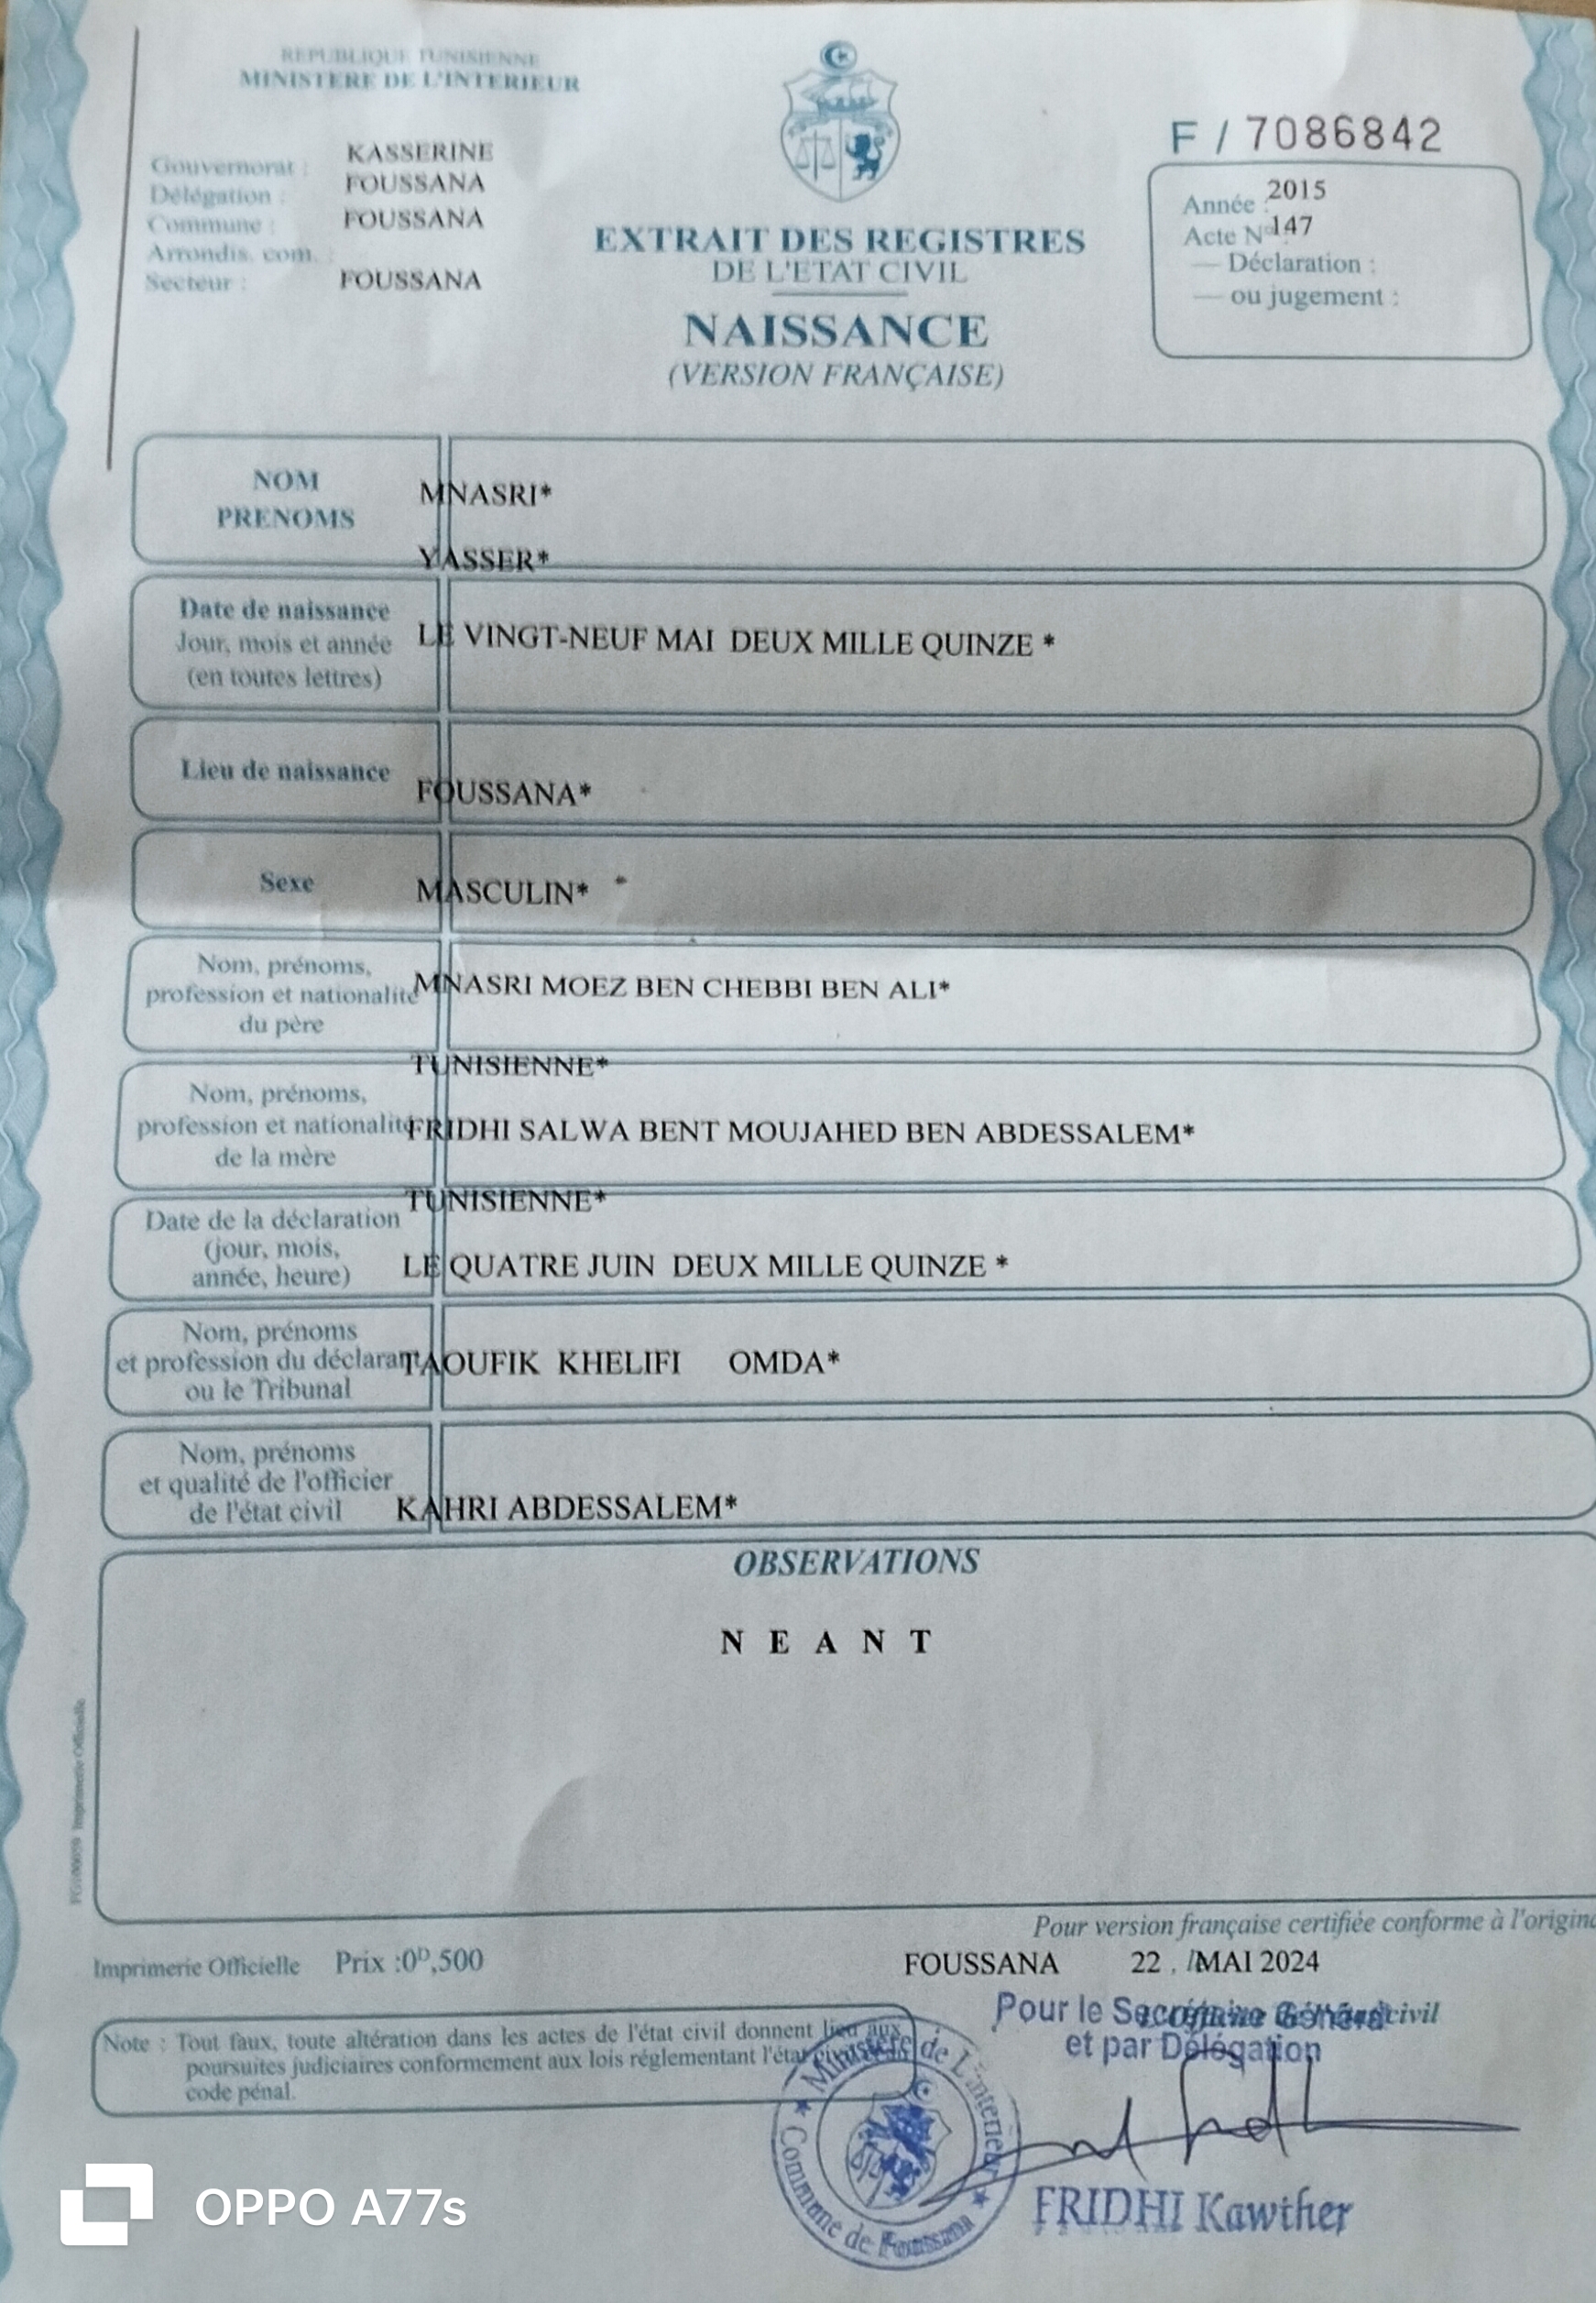 REPUBLIQUE TUNISIENNE
MINISTERE DE L'INTERIEUR
Gouvernorat : KASSERINE
Délégation : FOUSSANA
Commune : FOUSSANA
Arrondis. com. :
Secteur : FOUSSANA
EXTRAIT DES REGISTRES
DE L'ETAT CIVIL
NAISSANCE
(VERSION FRANÇAISE)
F / 7086842
Année : 2015
Acte N° : 147
— Déclaration :
— ou jugement :
NOM
PRENOMS
MNASRI*
YASSER*
Date de naissance
Jour, mois et année
(en toutes lettres)
LE VINGT-NEUF MAI DEUX MILLE QUINZE *
Lieu de naissance
FOUSSANA*
Sexe
MASCULIN*
Nom, prénoms,
profession et nationalité
du père
MNASRI MOEZ BEN CHEBBI BEN ALI*
TUNISIENNE*
Nom, prénoms,
profession et nationalité
de la mère
FRIDHI SALWA BENT MOUJAHED BEN ABDESSALEM*
TUNISIENNE*
Date de la déclaration
(jour, mois,
année, heure)
LE QUATRE JUIN DEUX MILLE QUINZE *
Nom, prénoms
et profession du déclarant
ou le Tribunal
TAOUFIK KHELIFI OMDA*
Nom, prénoms
et qualité de l'officier
de l'état civil
KAHRI ABDESSALEM*
OBSERVATIONS
N E A N T
Imprimerie Officielle
Pour version française certifiée conforme à l'origina
Imprimerie Officielle Prix :0ᴰ,500
FOUSSANA 22 MAI 2024
Pour le Secrétaire Général
civil
et par Délégation
Note : Tout faux, toute altération dans les actes de l'état civil donnent lieu aux
poursuites judiciaires conformement aux lois réglementant l'état
code pénal.
Ministère de L'interieur
Commune de Foussana
FRIDHI Kawther
OPPO A77s